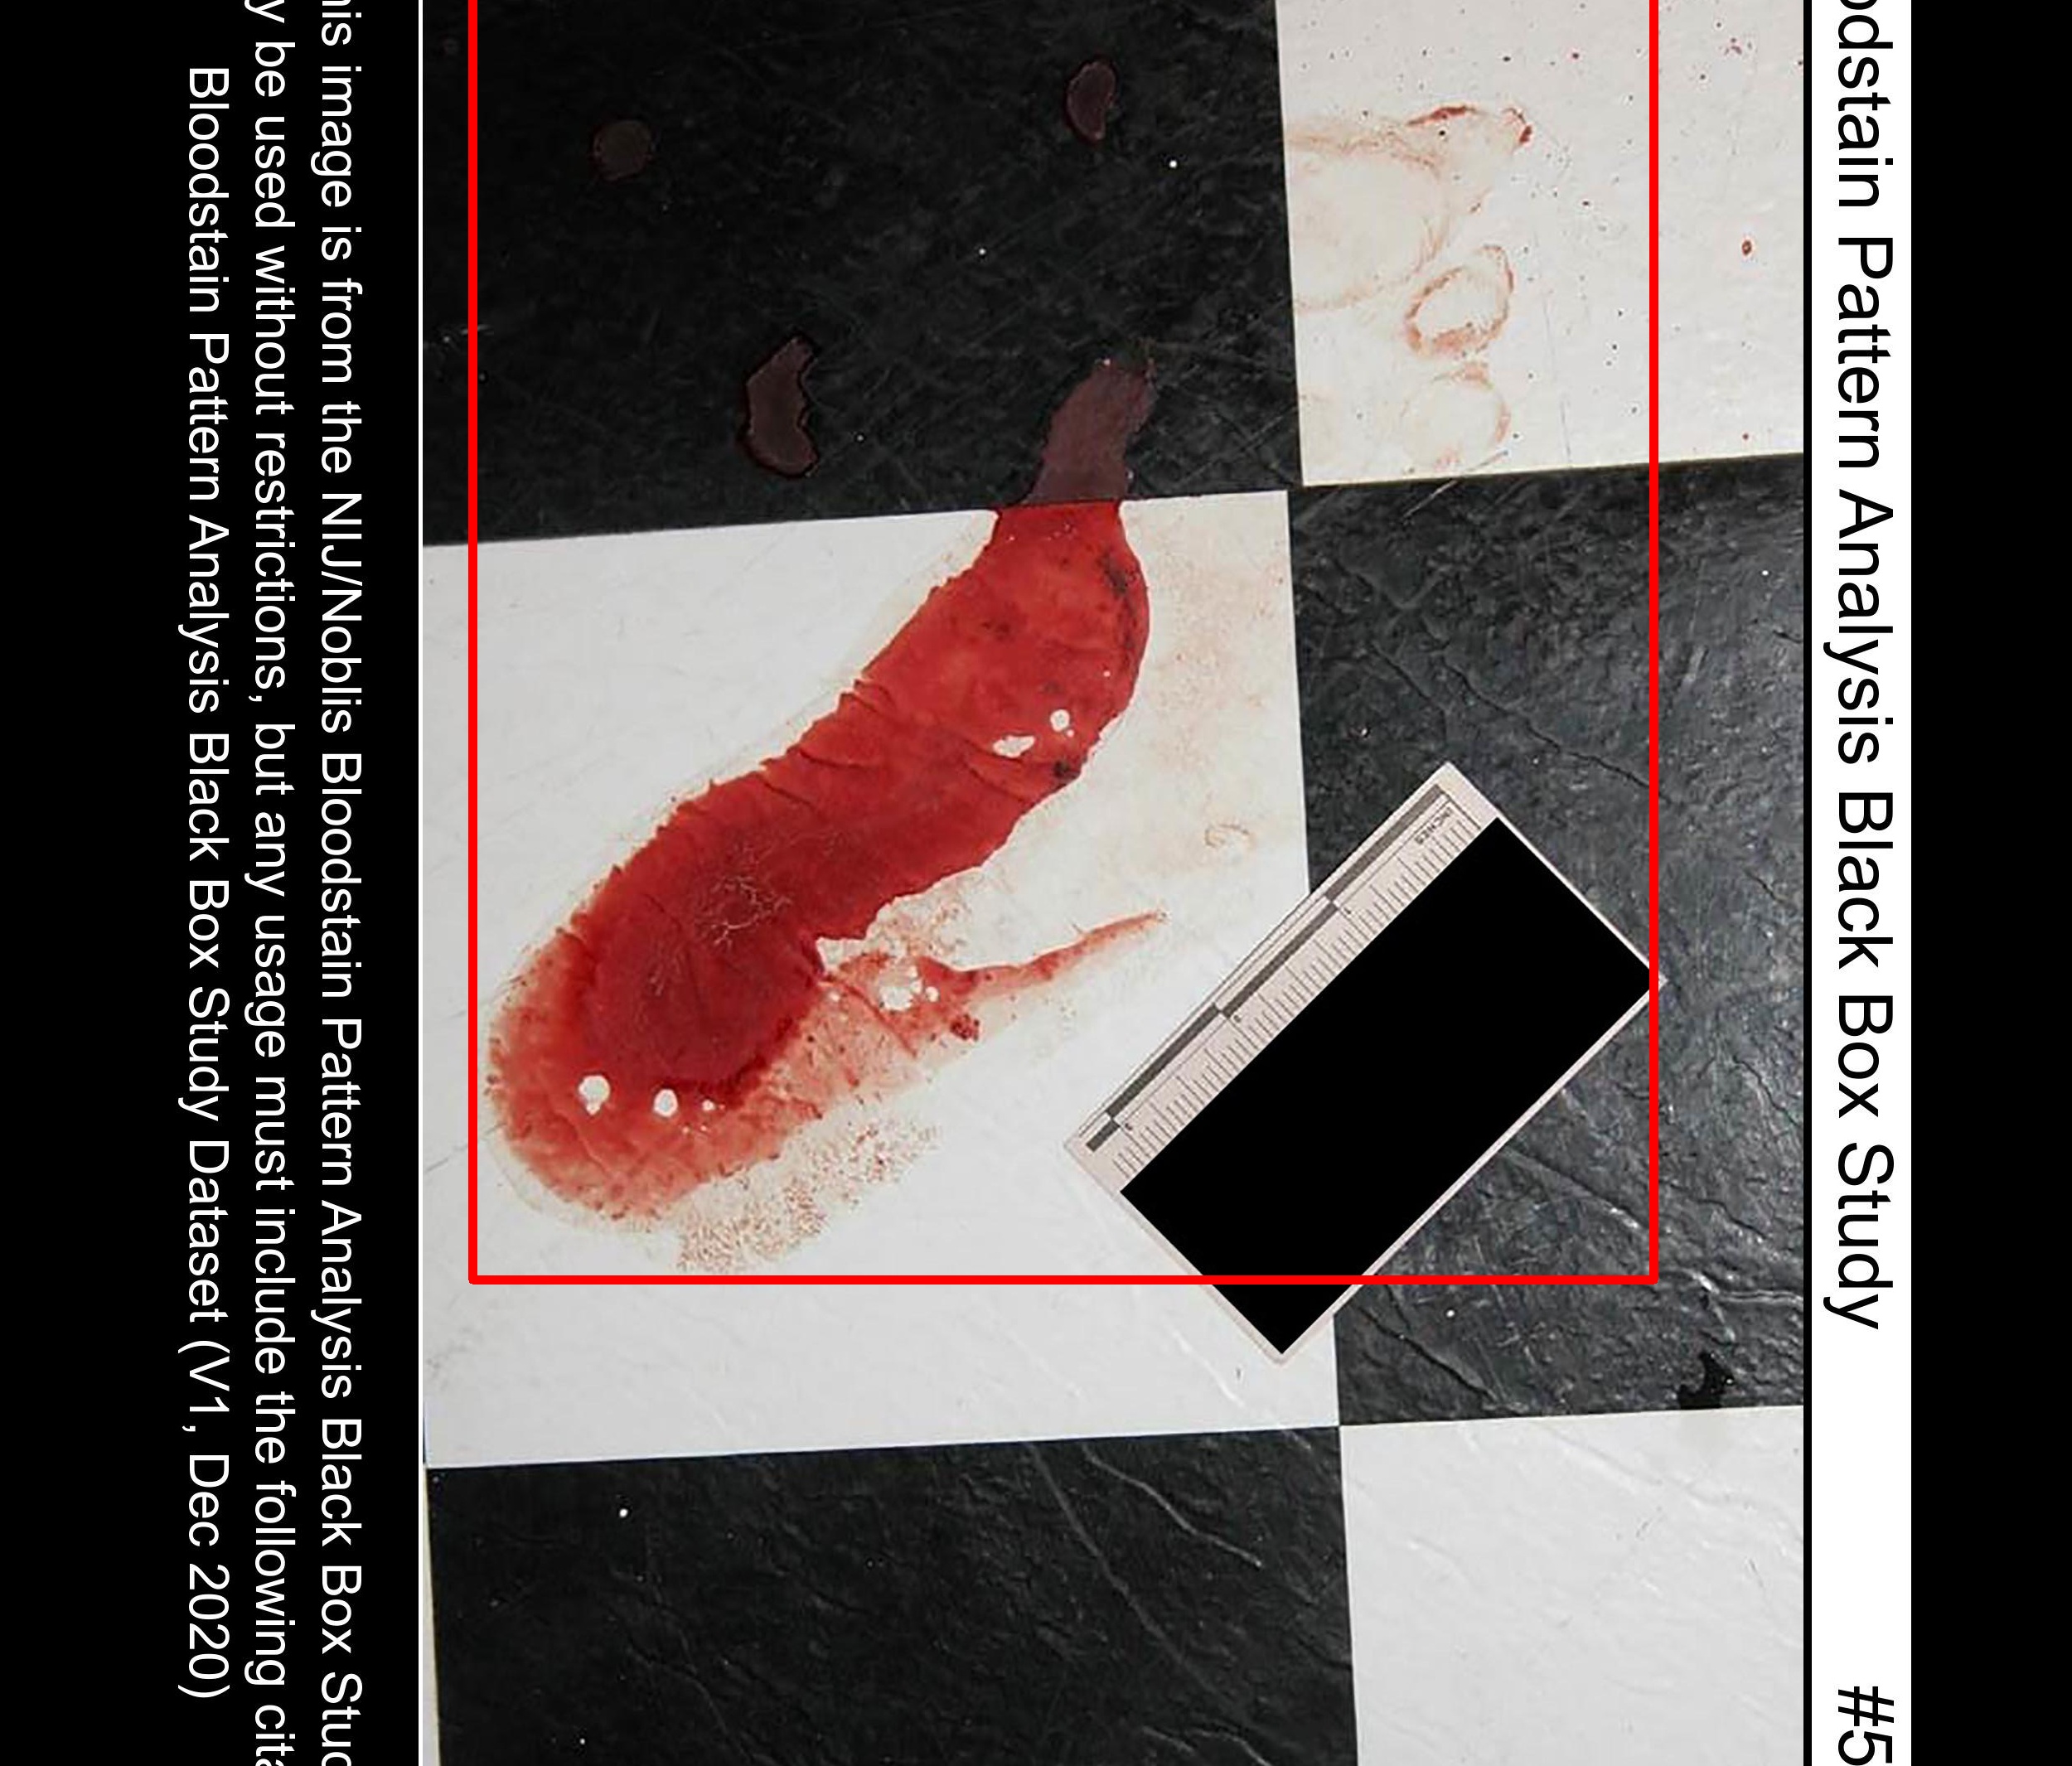 odstain Pattern Analysis Black Box Study #5
INCHES
his image is from the NIJ/Noblis Bloodstain Pattern Analysis Black Box Stud
y be used without restrictions, but any usage must include the following cita
Bloodstain Pattern Analysis Black Box Study Dataset (V1, Dec 2020)